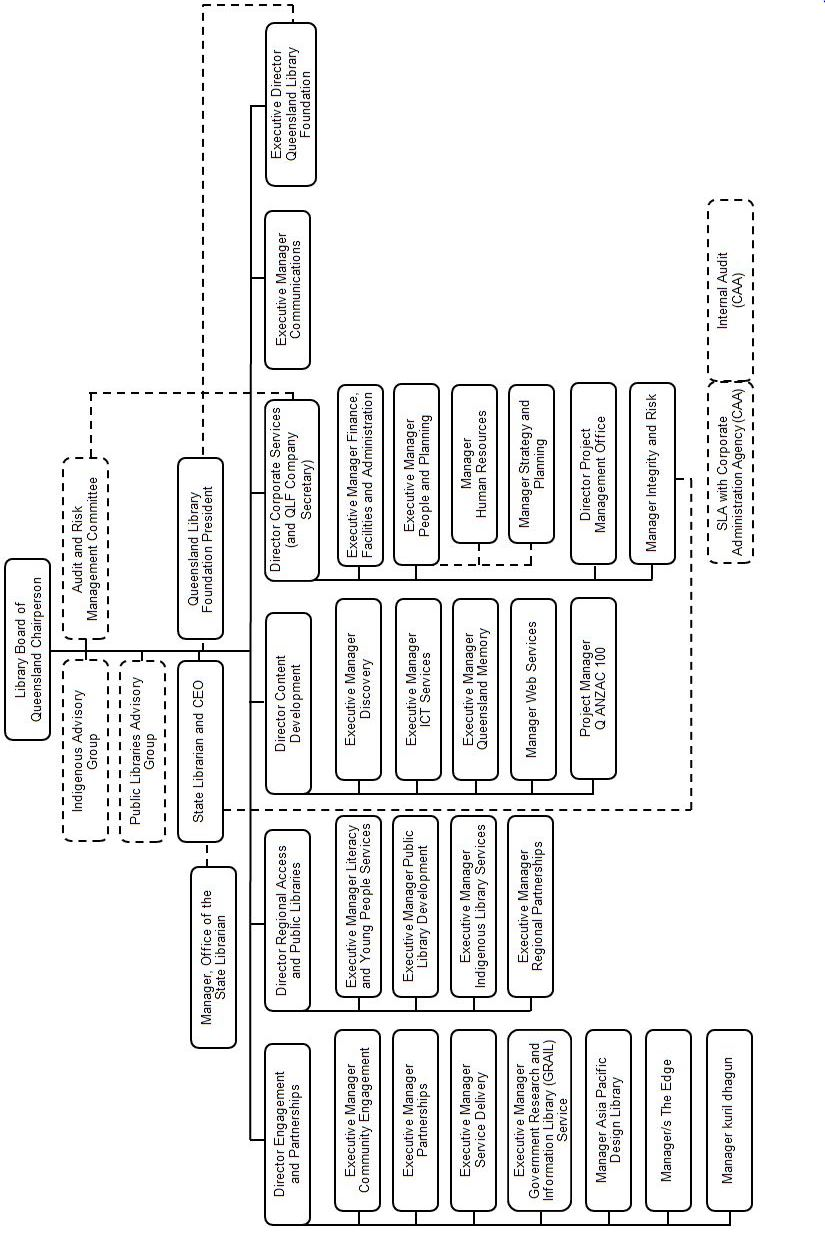 Library Board of
Queensland Chairperson
Indigenous Advisory
Group
Audit and Risk
Management Committee
Public Libraries Advisory
Group
State Librarian and CEO
Queensland Library
Foundation President
Manager, Office of the
State Librarian
Director Engagement
and Partnerships
Executive Manager
Community Engagement
Executive Manager
Partnerships
Executive Manager
Service Delivery
Executive Manager
Government Research and
Information Library (GRAIL)
Service
Manager Asia Pacific
Design Library
Manager/s The Edge
Manager kuril dhagun
Director Regional Access
and Public Libraries
Executive Manager Literacy
and Young People Services
Executive Manager Public
Library Development
Executive Manager
Indigenous Library Services
Executive Manager
Regional Partnerships
Director Content
Development
Executive Manager
Discovery
Executive Manager
ICT Services
Executive Manager
Queensland Memory
Manager Web Services
Project Manager
Q ANZAC 100
Director Corporate Services
(and QLF Company
Secretary)
Executive Manager Finance,
Facilities and Administration
Executive Manager
People and Planning
Manager
Human Resources
Manager Strategy and
Planning
Director Project
Management Office
Manager Integrity and Risk
Executive Manager
Communications
Executive Director
Queensland Library
Foundation
SLA with Corporate
Administration Agency (CAA)
Internal Audit
(CAA)